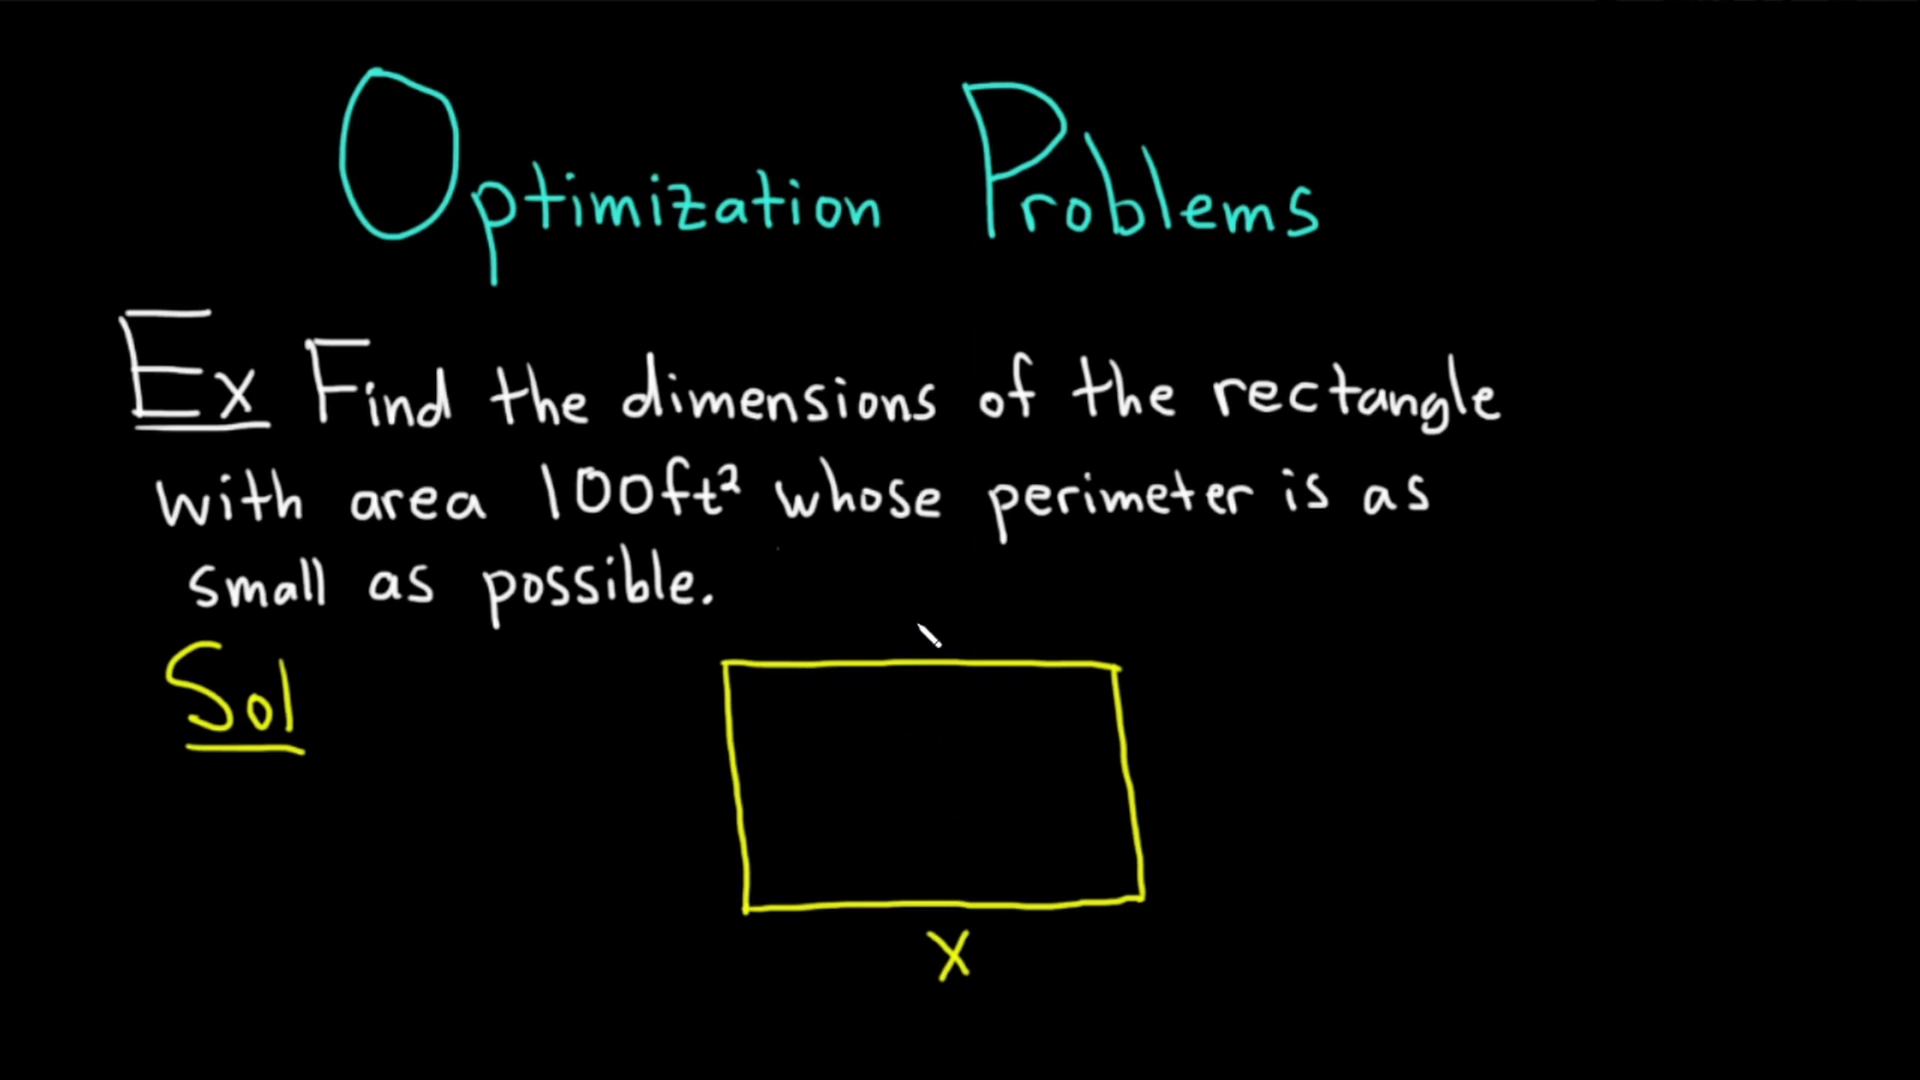 Optimization Problems
Ex Find the dimensions of the rectangle
with area 100ft² whose perimeter is as
small as possible.
Sol
x